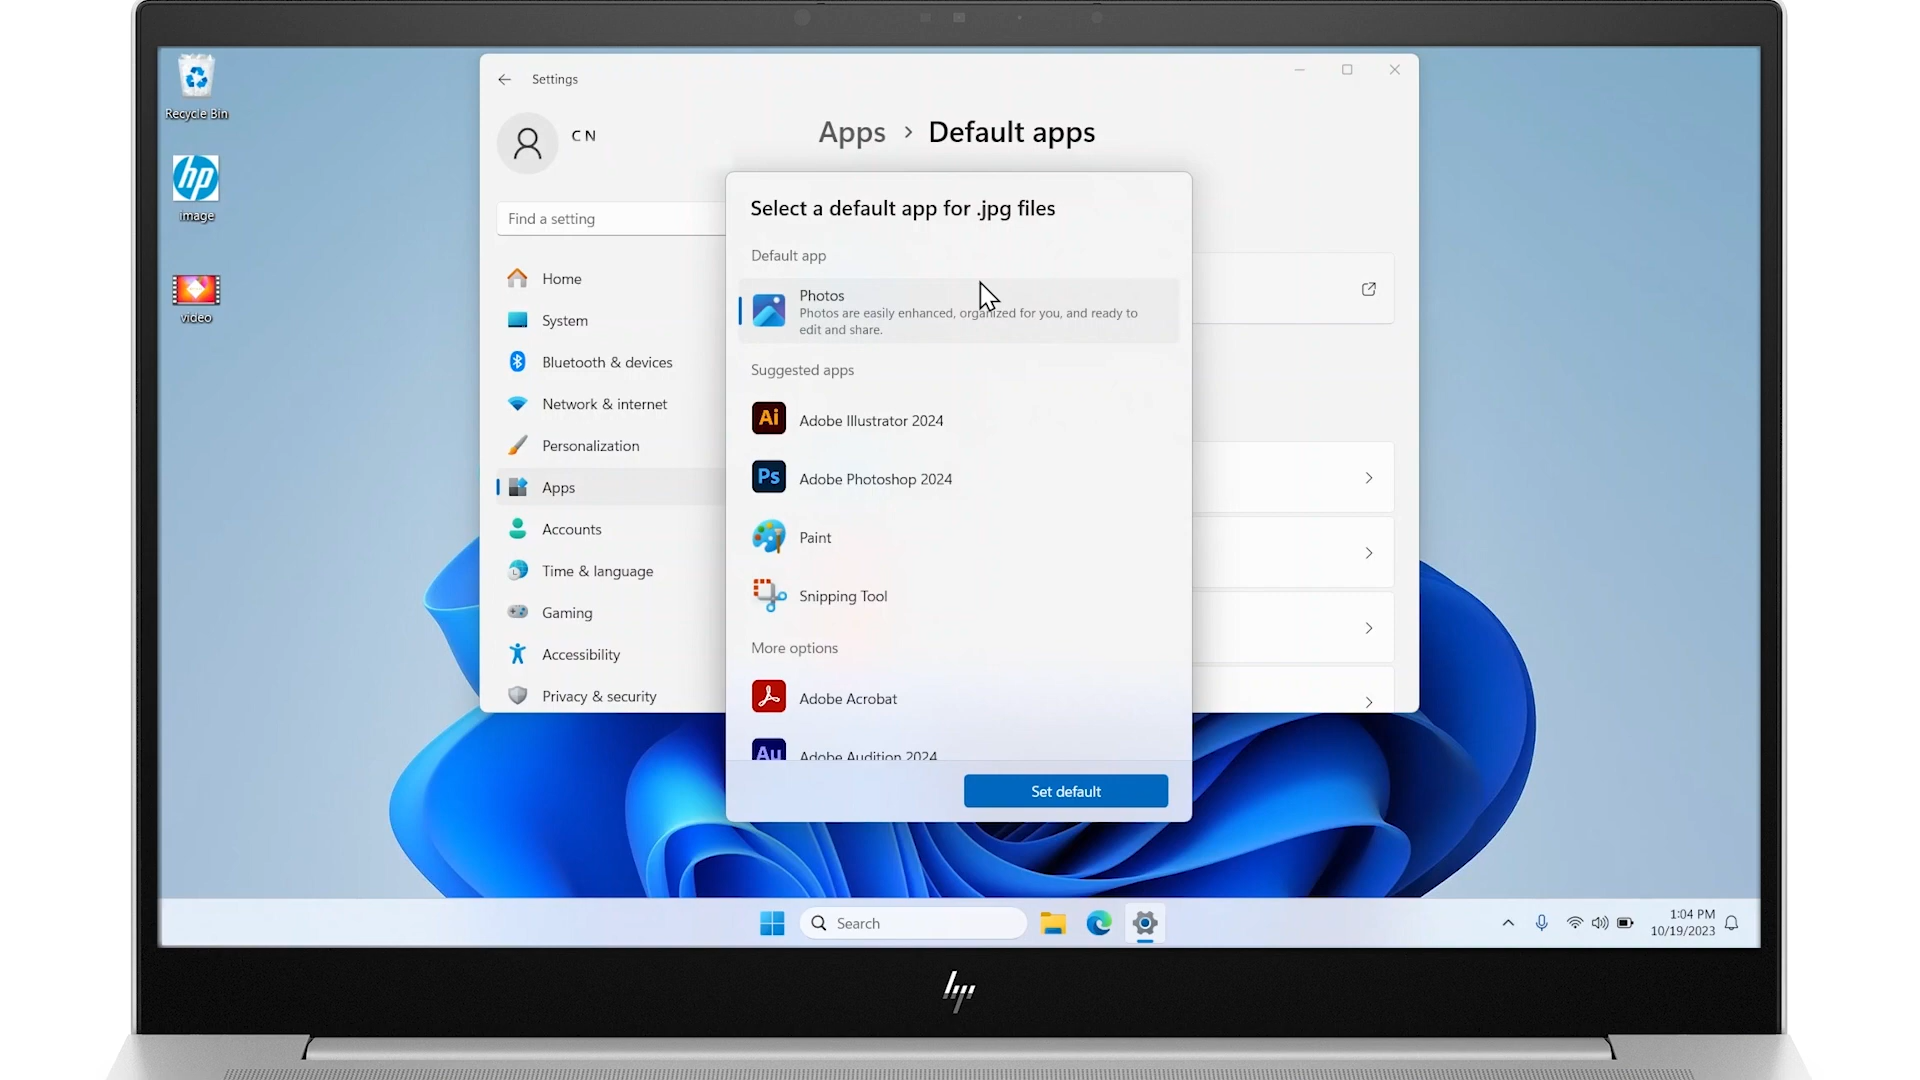 Recycle Bin
hp
image
video
Settings
C N
Find a setting
Home
System
Bluetooth & devices
Network & internet
Personalization
Apps
Accounts
Time & language
Gaming
Accessibility
Privacy & security
Apps › Default apps
Select a default app for .jpg files
Default app
Photos
Photos are easily enhanced, organized for you, and ready to
edit and share.
Suggested apps
Ai Adobe Illustrator 2024
Ps Adobe Photoshop 2024
Paint
Snipping Tool
More options
Adobe Acrobat
Au Adobe Audition 2024
Set default
Search
1:04 PM
10/19/2023
hp